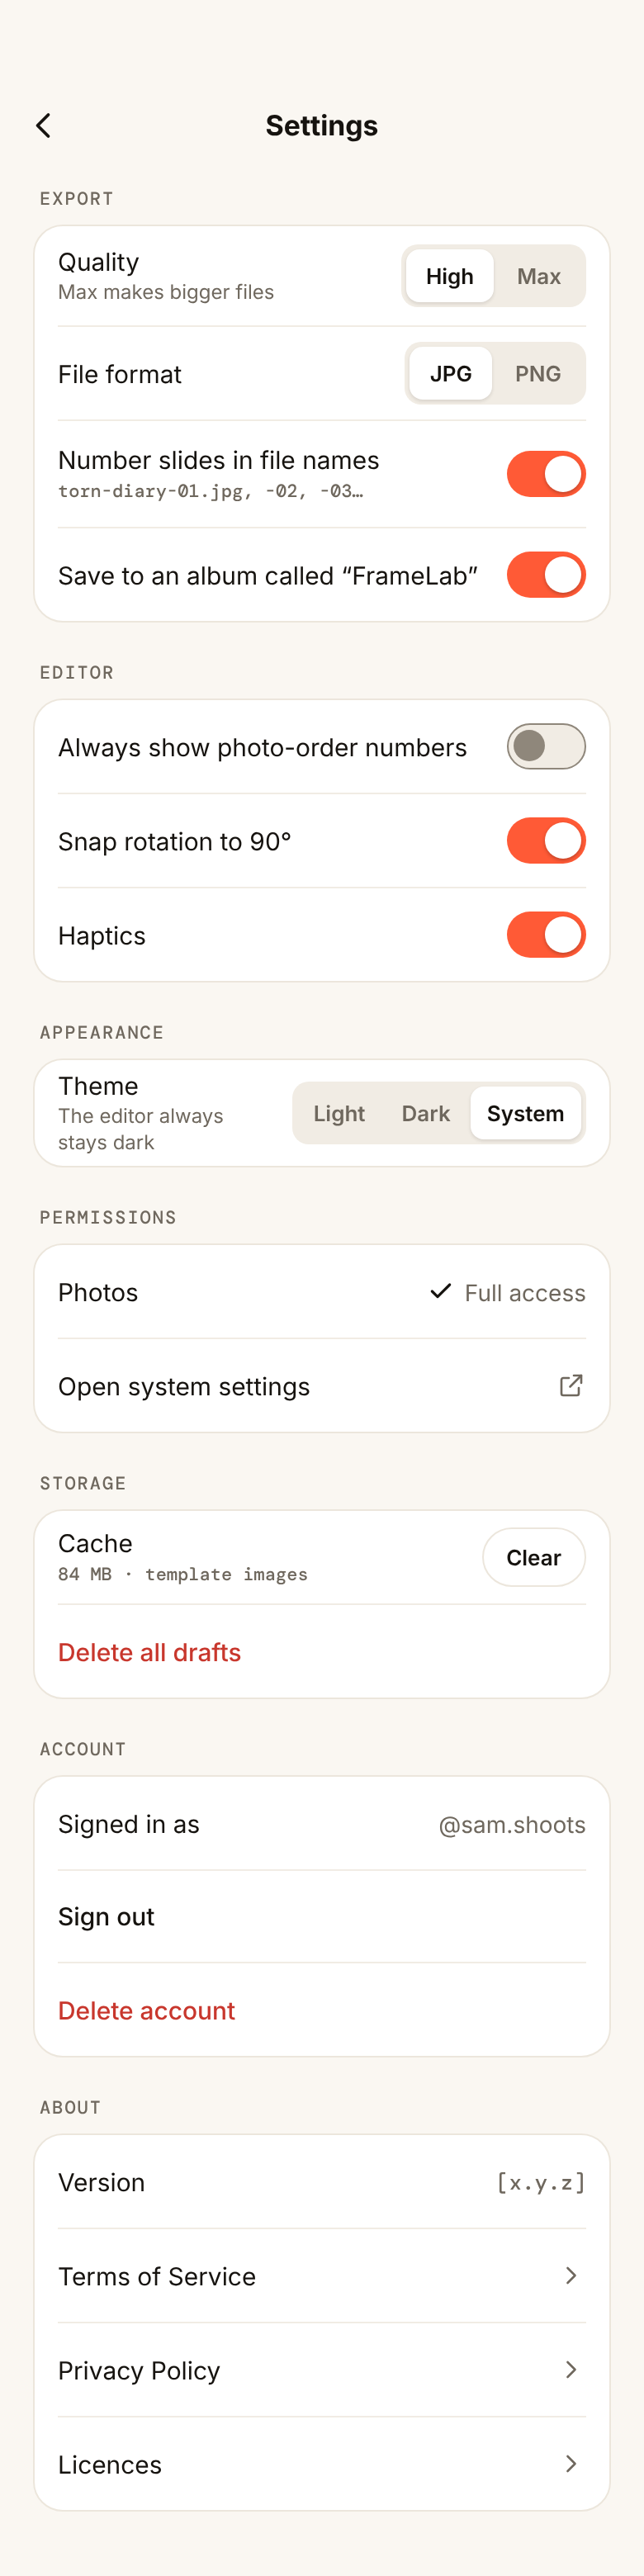 Settings
EXPORT
Quality
Max makes bigger files
High
Max
File format
JPG
PNG
Number slides in file names
torn-diary-01.jpg, -02, -03…
Save to an album called “FrameLab”
EDITOR
Always show photo-order numbers
Snap rotation to 90°
Haptics
APPEARANCE
Theme
The editor always
stays dark
Light
Dark
System
PERMISSIONS
Photos
Full access
Open system settings
STORAGE
Cache
84 MB · template images
Clear
Delete all drafts
ACCOUNT
Signed in as
@sam.shoots
Sign out
Delete account
ABOUT
Version
[x.y.z]
Terms of Service
Privacy Policy
Licences